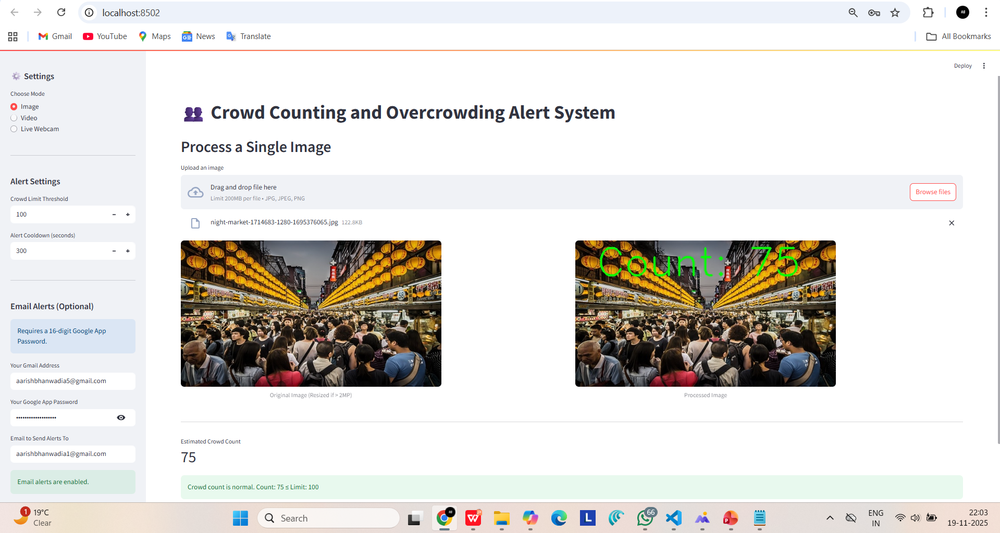 localhost:8502
Gmail
YouTube
Maps
News
Translate
All Bookmarks
Deploy
Settings
Choose Mode
Image
Video
Live Webcam
Alert Settings
Crowd Limit Threshold
100
Alert Cooldown (seconds)
300
Email Alerts (Optional)
Requires a 16-digit Google App
Password.
Your Gmail Address
aarishbhanwadia5@gmail.com
Your Google App Password
•••••••••••••••••••
Email to Send Alerts To
aarishbhanwadia1@gmail.com
Email alerts are enabled.
Crowd Counting and Overcrowding Alert System
Process a Single Image
Upload an image
Drag and drop file here
Limit 200MB per file • JPG, JPEG, PNG
Browse files
night-market-1714683-1280-1695376065.jpg 122.8KB
58
什錦
Original Image (Resized if > 2MP)
Count: 75
58
什錦
Processed Image
Estimated Crowd Count
75
Crowd count is normal. Count: 75 ≤ Limit: 100
1
19°C
Clear
Search
66
ENG
IN
22:03
19-11-2025